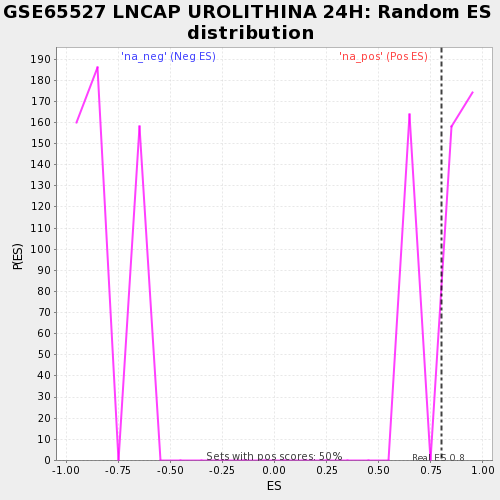 GSE65527 LNCAP UROLITHINA 24H: Random ES
distribution
'na_neg' (Neg ES)
'na_pos' (Pos ES)
190
180
170
160
150
140
130
120
110
100
90
80
70
60
50
40
30
20
10
0
P(ES)
Sets with pos scores: 50%
Real ES 0.8
-1.00 -0.75 -0.50 -0.25 0.00 0.25 0.50 0.75 1.00
ES